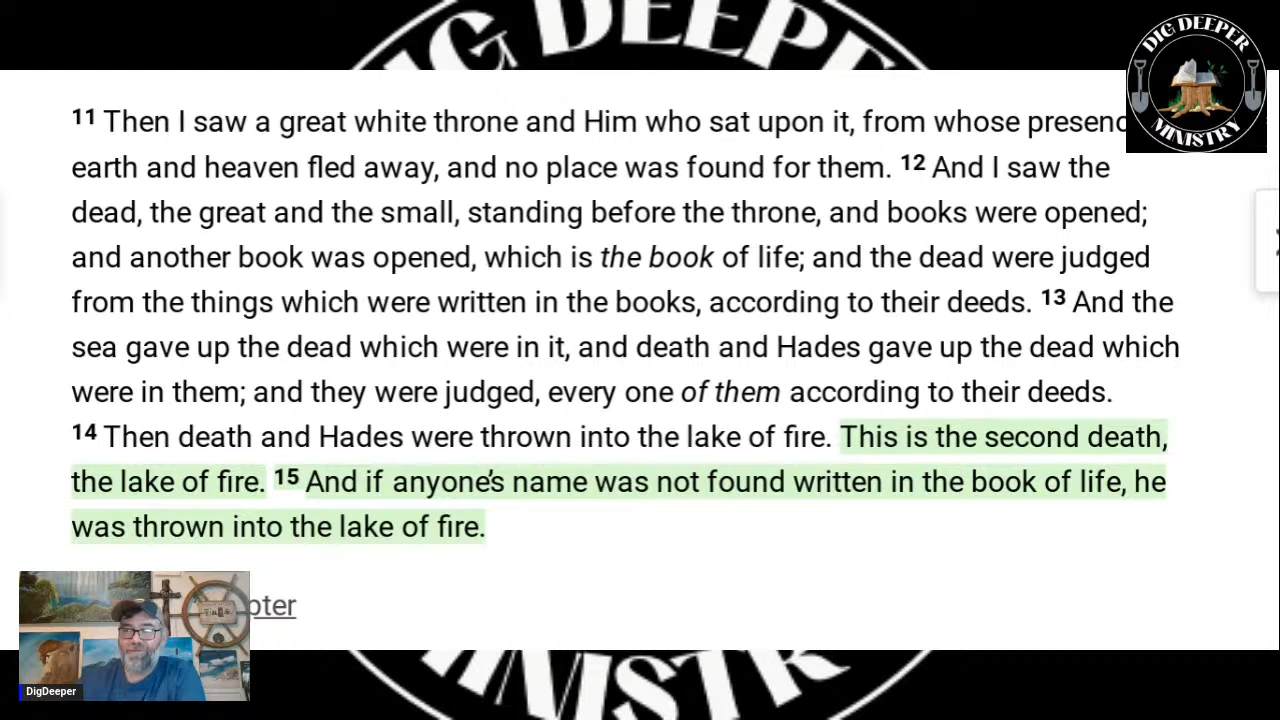 DIG DEEPER
DIG DEEPER
MINISTRY
11 Then I saw a great white throne and Him who sat upon it, from whose
earth and heaven fled away, and no place was found for them. 12 And I saw the
dead, the great and the small, standing before the throne, and books were opened;
and another book was opened, which is the book of life; and the dead were judged
from the things which were written in the books, according to their deeds. 13 And the
sea gave up the dead which were in it, and death and Hades gave up the dead which
were in them; and they were judged, every one of them according to their deeds.
14 Then death and Hades were thrown into the lake of fire. This is the second death,
the lake of fire. 15 And if anyone's name was not found written in the book of life, he
was thrown into the lake of fire.
DigDeeper
MINISTR